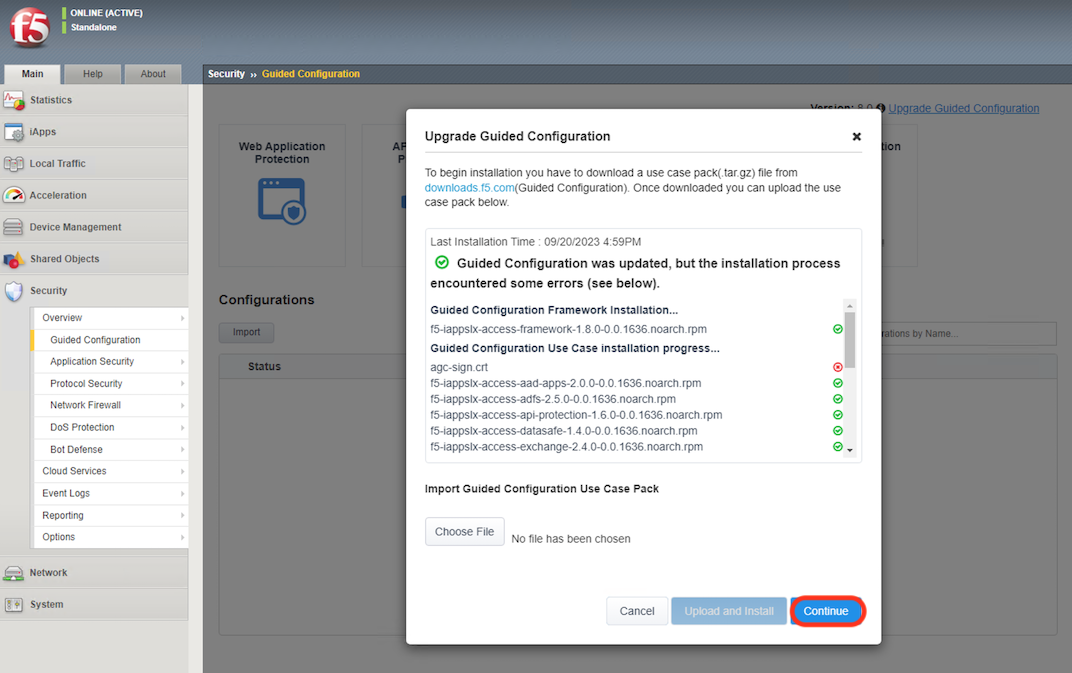 f5
ONLINE (ACTIVE)
Standalone
Main
Help
About
Security ›› Guided Configuration
Statistics
iApps
Local Traffic
Acceleration
Device Management
Shared Objects
Security
Overview
Guided Configuration
Application Security
Protocol Security
Network Firewall
DoS Protection
Bot Defense
Cloud Services
Event Logs
Reporting
Options
Network
System
Version: 8.0 Upgrade Guided Configuration
Web Application
Protection
AP
P
ion
Configurations
Import
rations by Name...
Status
Upgrade Guided Configuration
To begin installation you have to download a use case pack(.tar.gz) file from
downloads.f5.com(Guided Configuration). Once downloaded you can upload the use
case pack below.
Last Installation Time : 09/20/2023 4:59PM
Guided Configuration was updated, but the installation process
encountered some errors (see below).
Guided Configuration Framework Installation...
f5-iappslx-access-framework-1.8.0-0.0.1636.noarch.rpm
Guided Configuration Use Case installation progress...
agc-sign.crt
f5-iappslx-access-aad-apps-2.0.0-0.0.1636.noarch.rpm
f5-iappslx-access-adfs-2.5.0-0.0.1636.noarch.rpm
f5-iappslx-access-api-protection-1.6.0-0.0.1636.noarch.rpm
f5-iappslx-access-datasafe-1.4.0-0.0.1636.noarch.rpm
f5-iappslx-access-exchange-2.4.0-0.0.1636.noarch.rpm
Import Guided Configuration Use Case Pack
Choose File
No file has been chosen
Cancel
Upload and Install
Continue